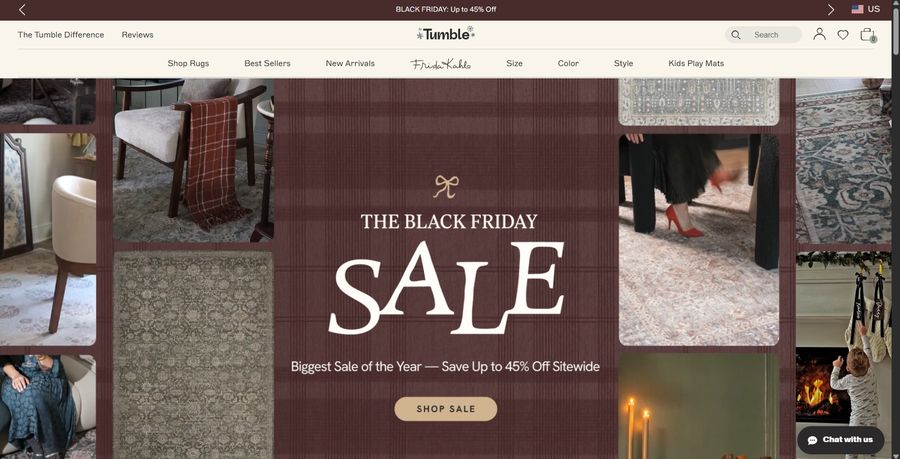 BLACK FRIDAY: Up to 45% Off
US
The Tumble Difference
Reviews
Tumble
Search
0
Shop Rugs
Best Sellers
New Arrivals
Frida Kahlo
Size
Color
Style
Kids Play Mats
THE BLACK FRIDAY
SALE
Biggest Sale of the Year — Save Up to 45% Off Sitewide
SHOP SALE
Chat with us